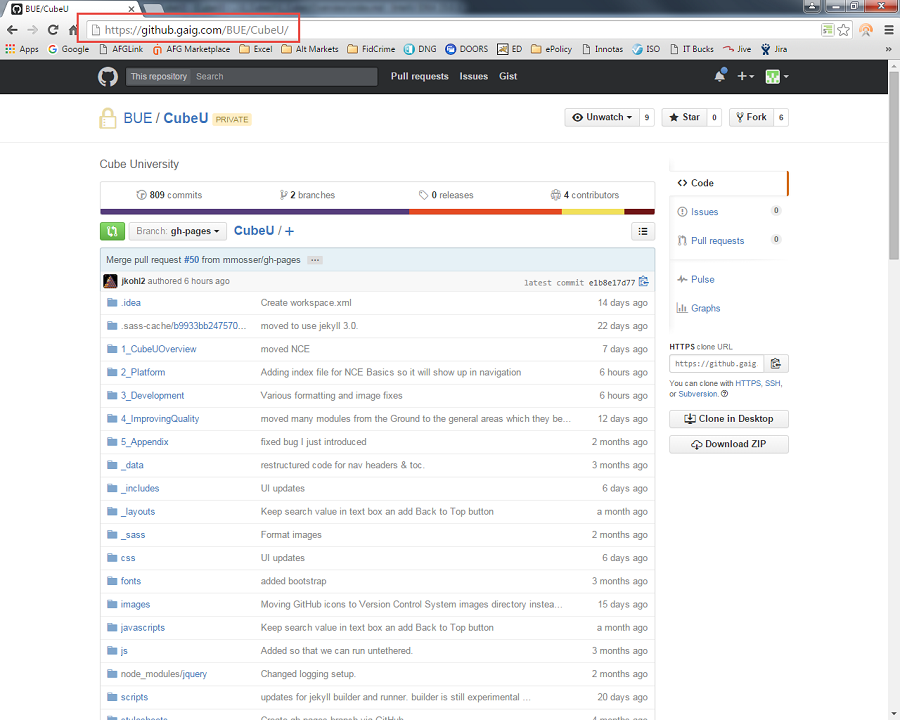 BUE/CubeU
https://github.gaig.com/BUE/CubeU/
Apps Google AFGLink AFG Marketplace Excel Alt Markets FidCrime DNG DOORS ED ePolicy Innotas ISO IT Bucks Jive Jira »
This repository Search Pull requests Issues Gist
BUE / CubeU PRIVATE Unwatch 9 Star 0 Fork 6
Cube University
809 commits 2 branches 0 releases 4 contributors
Branch: gh-pages CubeU / +
Merge pull request #50 from mmosser/gh-pages ...
jkohl2 authored 6 hours ago latest commit e1b8e17d77
.idea Create workspace.xml 14 days ago
.sass-cache/b9933bb247570... moved to use jekyll 3.0. 22 days ago
1_CubeUOverview moved NCE 7 days ago
2_Platform Adding index file for NCE Basics so it will show up in navigation 6 hours ago
3_Development Various formatting and image fixes 6 hours ago
4_ImprovingQuality moved many modules from the Ground to the general areas which they be... 12 days ago
5_Appendix fixed bug I just introduced 2 months ago
_data restructured code for nav headers & toc. 3 months ago
_includes UI updates 6 days ago
_layouts Keep search value in text box an add Back to Top button a month ago
_sass Format images 2 months ago
css UI updates 6 days ago
fonts added bootstrap 3 months ago
images Moving GitHub icons to Version Control System images directory instea... 15 days ago
javascripts Keep search value in text box an add Back to Top button a month ago
js Added so that we can run untethered. 3 months ago
node_modules/jquery Changed logging setup. 2 months ago
scripts updates for jekyll builder and runner. builder is still experimental ... 20 days ago
stylesheets Create gh-pages branch via GitHub 4 months ago
Code
Issues 0
Pull requests 0
Pulse
Graphs
HTTPS clone URL
https://github.gaig
You can clone with HTTPS, SSH,
or Subversion.
Clone in Desktop
Download ZIP